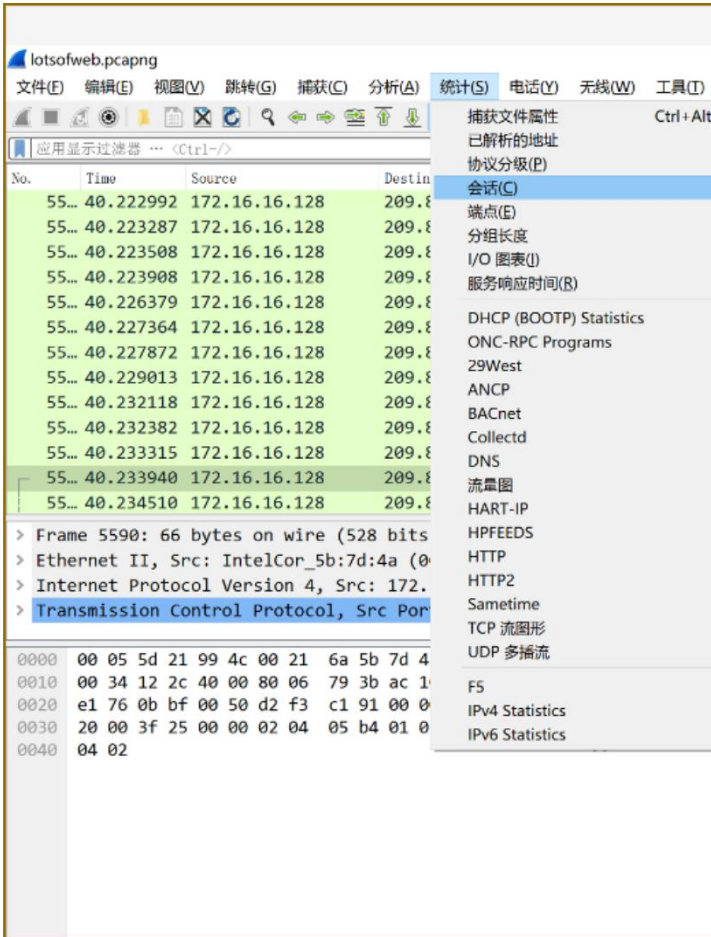 lotsofweb.pcapng
文件(F) 编辑(E) 视图(V) 跳转(G) 捕获(C) 分析(A) 统计(S) 电话(Y) 无线(W) 工具(T)
应用显示过滤器 … <Ctrl-/>
No. Time Source Destin
55… 40.222992 172.16.16.128 209.8
55… 40.223287 172.16.16.128 209.8
55… 40.223508 172.16.16.128 209.8
55… 40.223908 172.16.16.128 209.8
55… 40.226379 172.16.16.128 209.8
55… 40.227364 172.16.16.128 209.8
55… 40.227872 172.16.16.128 209.8
55… 40.229013 172.16.16.128 209.8
55… 40.232118 172.16.16.128 209.8
55… 40.232382 172.16.16.128 209.8
55… 40.233315 172.16.16.128 209.8
55… 40.233940 172.16.16.128 209.8
55… 40.234510 172.16.16.128 209.8
> Frame 5590: 66 bytes on wire (528 bits
> Ethernet II, Src: IntelCor_5b:7d:4a (0
> Internet Protocol Version 4, Src: 172.
> Transmission Control Protocol, Src Por
0000 00 05 5d 21 99 4c 00 21 6a 5b 7d 4
0010 00 34 12 2c 40 00 80 06 79 3b ac 1
0020 e1 76 0b bf 00 50 d2 f3 c1 91 00 0
0030 20 00 3f 25 00 00 02 04 05 b4 01 0
0040 04 02
捕获文件属性 Ctrl+Alt
已解析的地址
协议分级(P)
会话(C)
端点(E)
分组长度
I/O 图表(I)
服务响应时间(R)
DHCP (BOOTP) Statistics
ONC-RPC Programs
29West
ANCP
BACnet
Collectd
DNS
流量图
HART-IP
HPFEEDS
HTTP
HTTP2
Sametime
TCP 流图形
UDP 多播流
F5
IPv4 Statistics
IPv6 Statistics